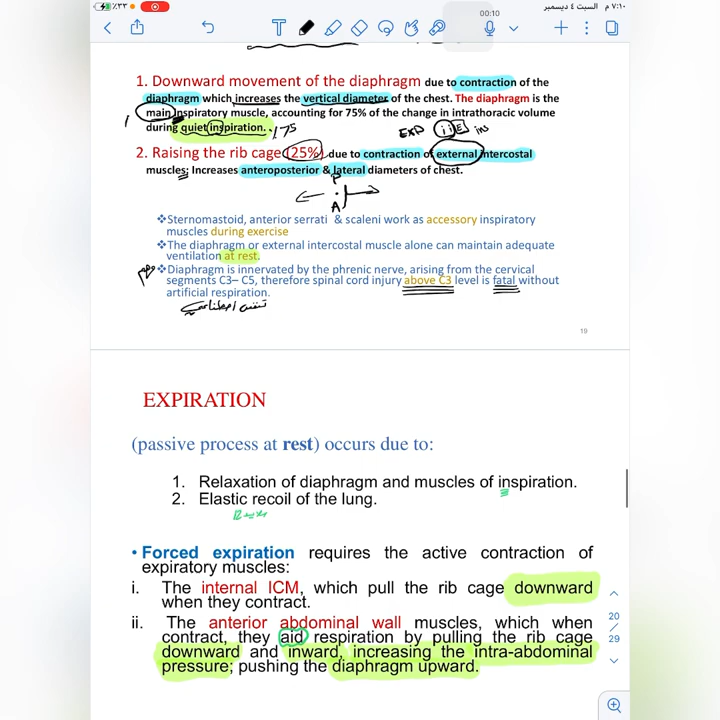 ٪٣٣
00:10
٧:١٠ م السبت ٤ ديسمبر
1. Downward movement of the diaphragm due to contraction of the
diaphragm which increases the vertical diameter of the chest. The diaphragm is the
main inspiratory muscle, accounting for 75% of the change in intrathoracic volume
during quiet inspiration. ٪75
EXP i E ins
2. Raising the rib cage (25%) due to contraction of external intercostal
muscles; Increases anteroposterior & lateral diameters of chest.
P
A
❖Sternomastoid, anterior serrati & scaleni work as accessory inspiratory
muscles during exercise
❖The diaphragm or external intercostal muscle alone can maintain adequate
ventilation at rest.
❖Diaphragm is innervated by the phrenic nerve, arising from the cervical
segments C3– C5, therefore spinal cord injury above C3 level is fatal without
artificial respiration.
تنفس اصطناعي
19
EXPIRATION
(passive process at rest) occurs due to:
1. Relaxation of diaphragm and muscles of inspiration.
2. Elastic recoil of the lung.
• Forced expiration requires the active contraction of
expiratory muscles:
i. The internal ICM, which pull the rib cage downward
when they contract.
ii. The anterior abdominal wall muscles, which when
contract, they aid respiration by pulling the rib cage
downward and inward, increasing the intra-abdominal
pressure; pushing the diaphragm upward.
20
/
29